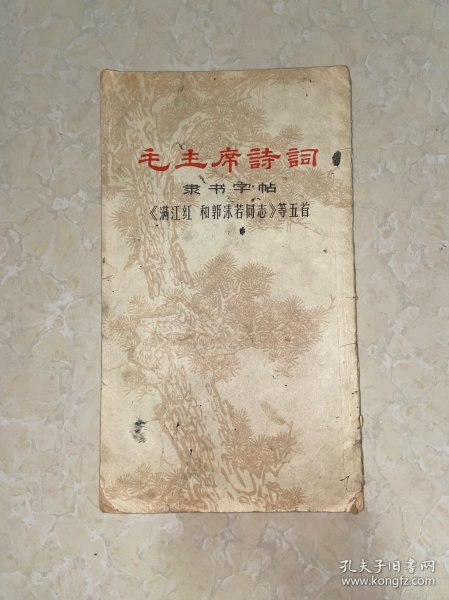 毛主席詩詞
隶书字帖
《满江红 和郭沫若同志》等五首
孔夫子旧书网
www.kongfz.com